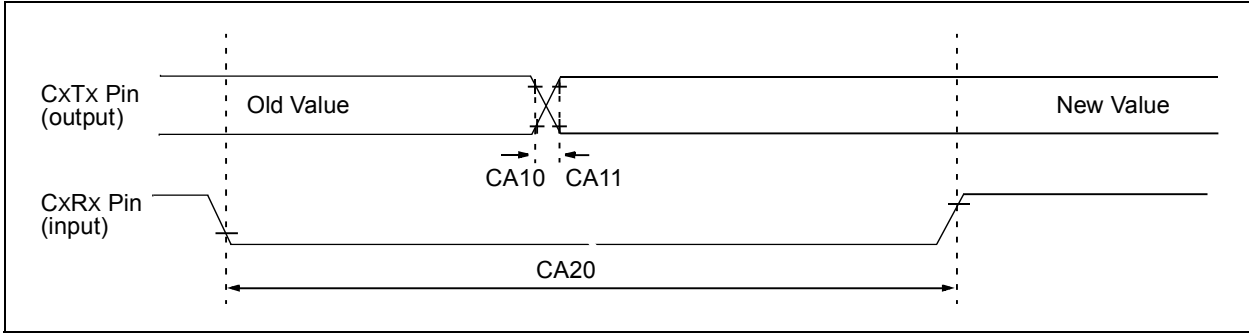 CxTx Pin
(output)
Old Value
New Value
CA10 CA11
CxRx Pin
(input)
CA20